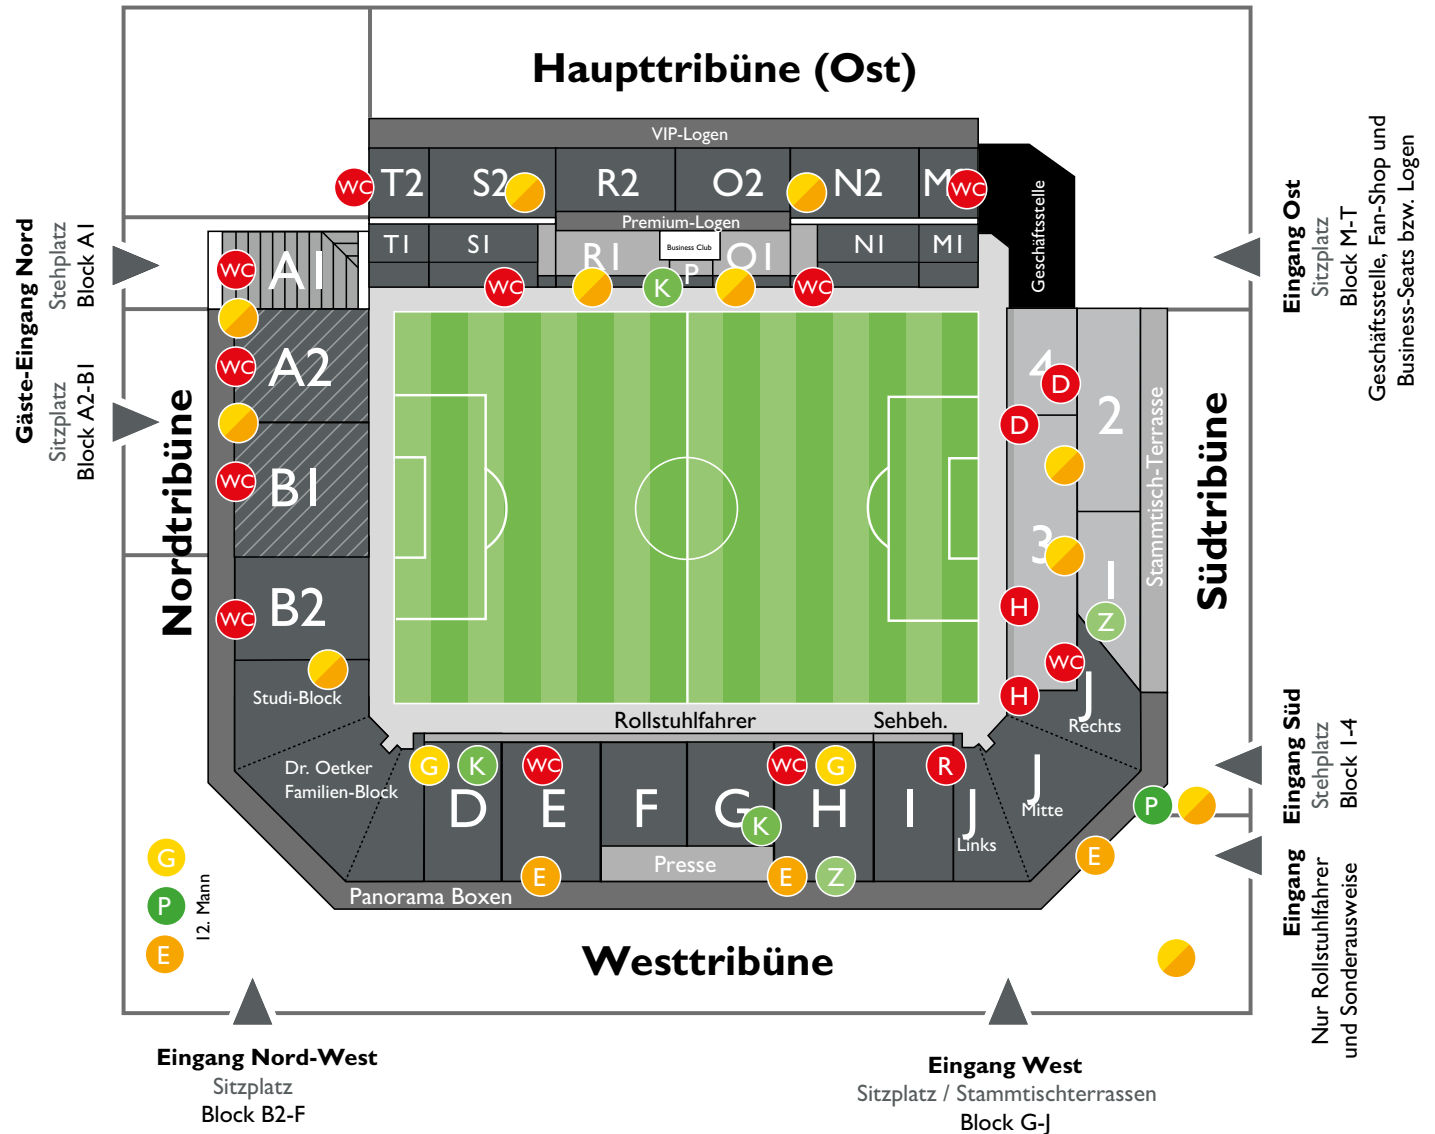 Haupttribüne (Ost)
VIP-Logen
WC
T2
S2
R2
O2
N2
WC
Premium-Logen
T1
S1
R1
Business Club
P
O1
N1
M1
WC
K
WC
Geschäftsstelle
Gäste-Eingang Nord
Stehplatz
Block A1
Sitzplatz
Block A2-B1
Nordtribüne
WC
A1
WC
A2
WC
B1
WC
B2
Studi-Block
Dr. Oetker
Familien-Block
Eingang Ost
Sitzplatz
Block M-T
Geschäftsstelle, Fan-Shop und
Business-Seats bzw. Logen
4
D
D
2
3
1
H
Z
WC
H
Stammtisch-Terrasse
Südtribüne
J
Rechts
J
Mitte
J
Links
Rollstuhlfahrer
Sehbeh.
G
K
WC
WC
G
R
D
E
F
G
K
H
I
Presse
E
E
Z
Panorama Boxen
P
E
Eingang Süd
Stehplatz
Block 1-4
Eingang
Nur Rollstuhlfahrer
und Sonderausweise
G
P
E
12. Mann
Westtribüne
Eingang Nord-West
Sitzplatz
Block B2-F
Eingang West
Sitzplatz / Stammtischterrassen
Block G-J